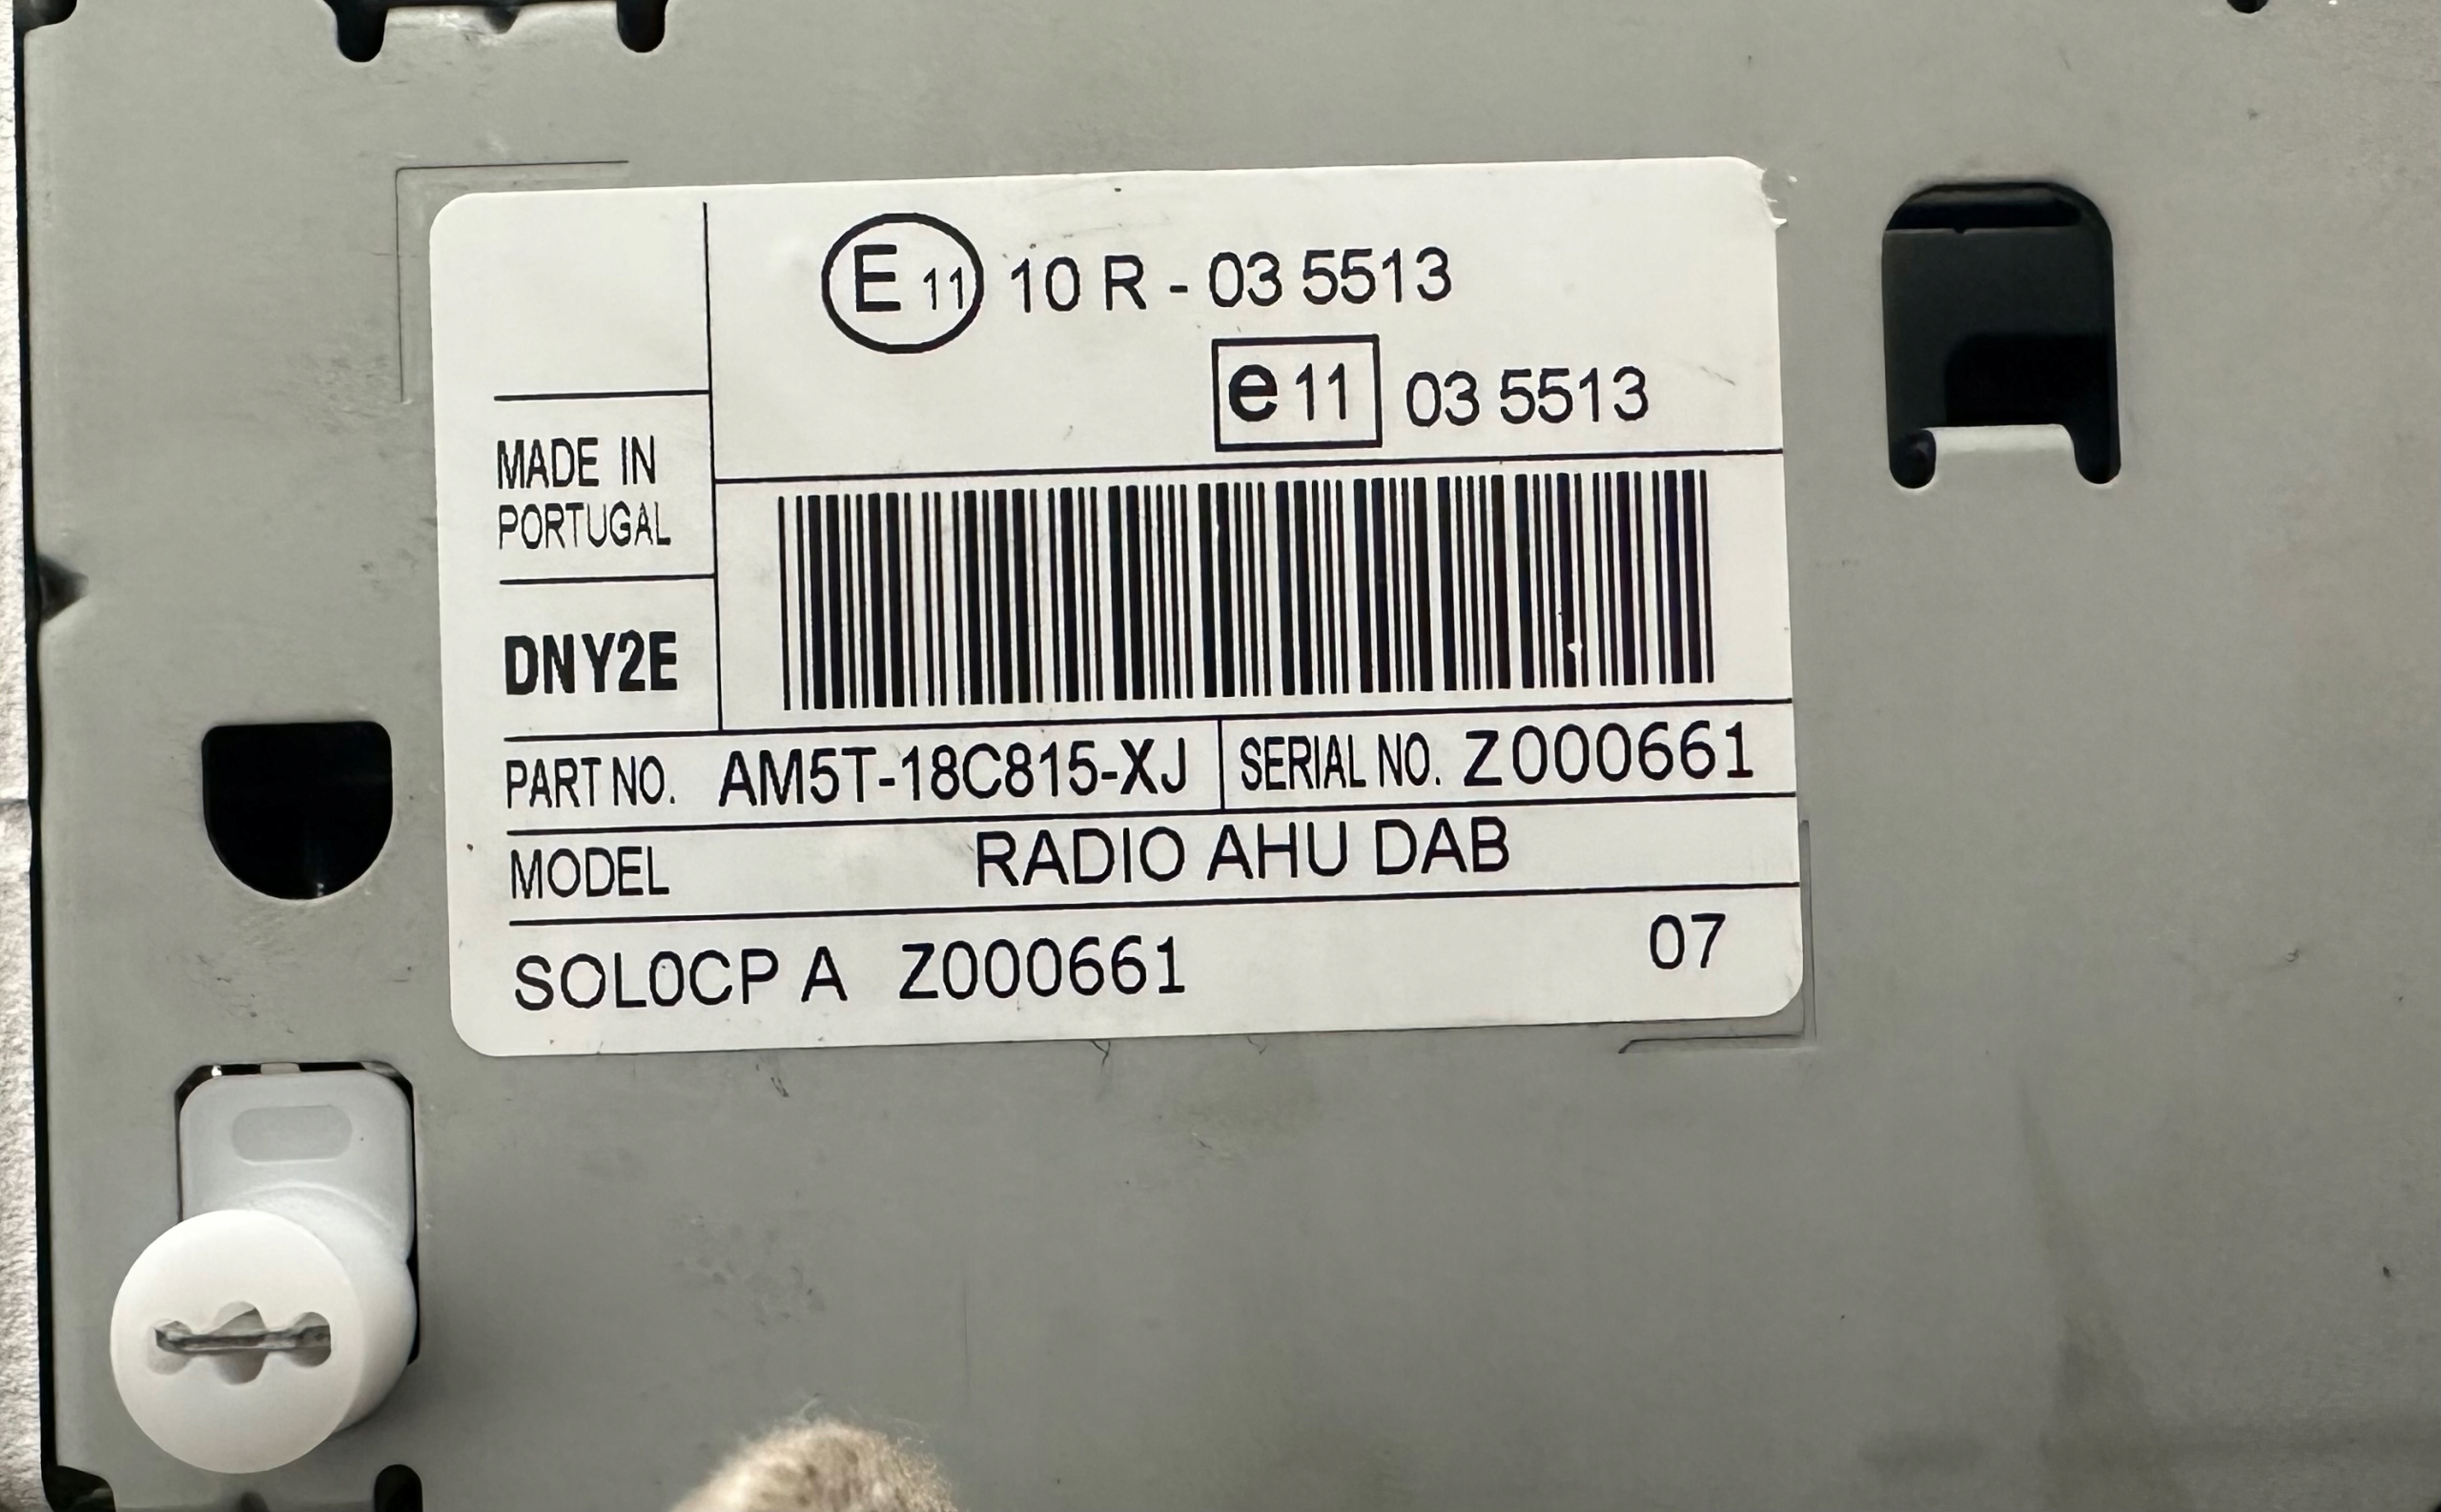 E 11 10 R - 03 5513
e 11 03 5513
MADE IN
PORTUGAL
DNY2E
PART NO. AM5T-18C815-XJ SERIAL NO. Z000661
MODEL RADIO AHU DAB
SOL0CP A Z000661 07